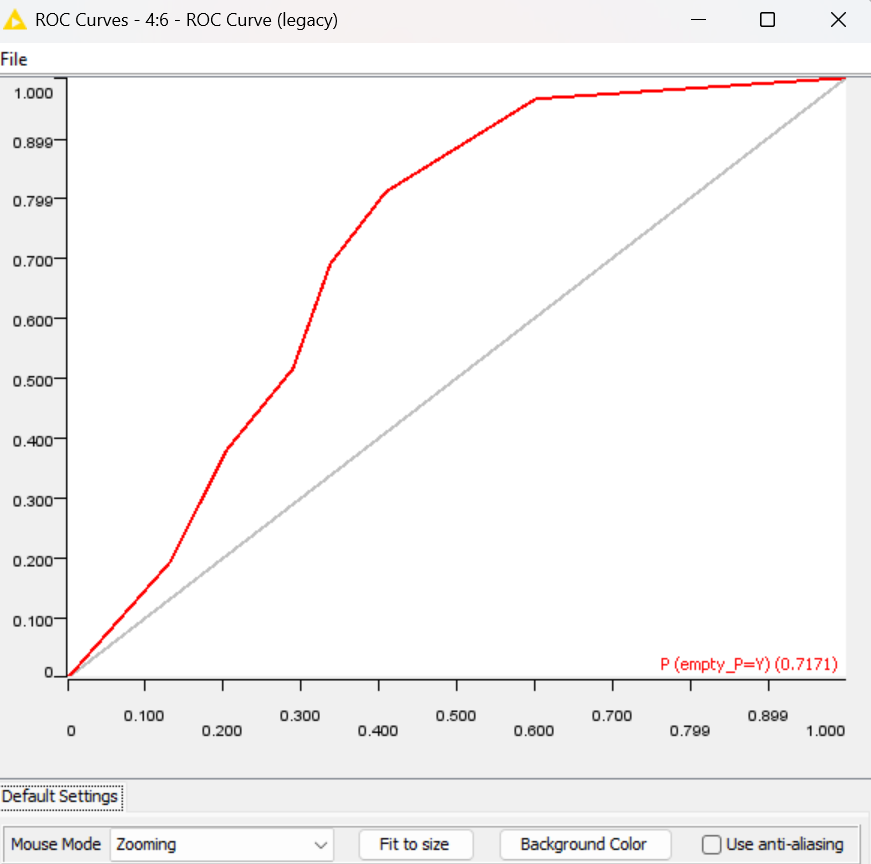 ROC Curves - 4:6 - ROC Curve (legacy)
File
1.000
0.899
0.799
0.700
0.600
0.500
0.400
0.300
0.200
0.100
0
P (empty_P=Y) (0.7171)
0.100 0.300 0.500 0.700 0.899
0 0.200 0.400 0.600 0.799 1.000
Default Settings
Mouse Mode Zooming Fit to size Background Color Use anti-aliasing